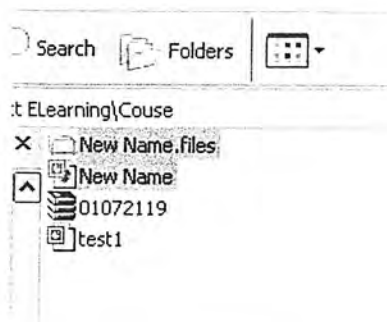 Search Folders
:t ELearning\Couse
New Name.files
New Name
01072119
test1